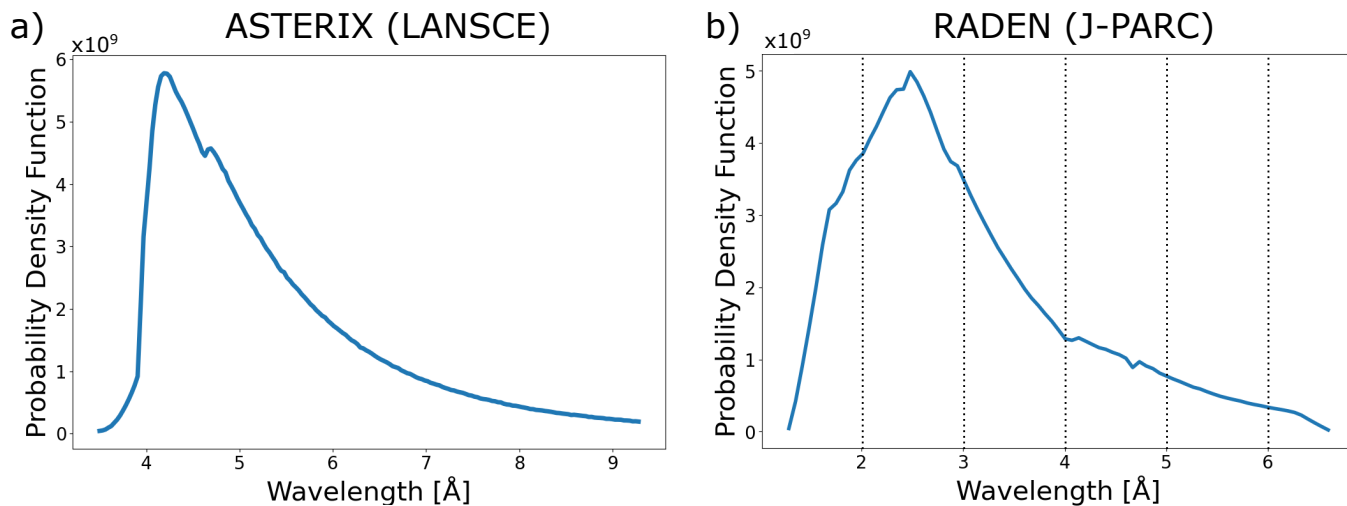 a) ASTERIX (LANSCE)
x10⁹
6
5
4
3
2
1
0
Probability Density Function
4 5 6 7 8 9
Wavelength [Å]
b) RADEN (J-PARC)
x10⁹
5
4
3
2
1
0
Probability Density Function
2 3 4 5 6
Wavelength [Å]